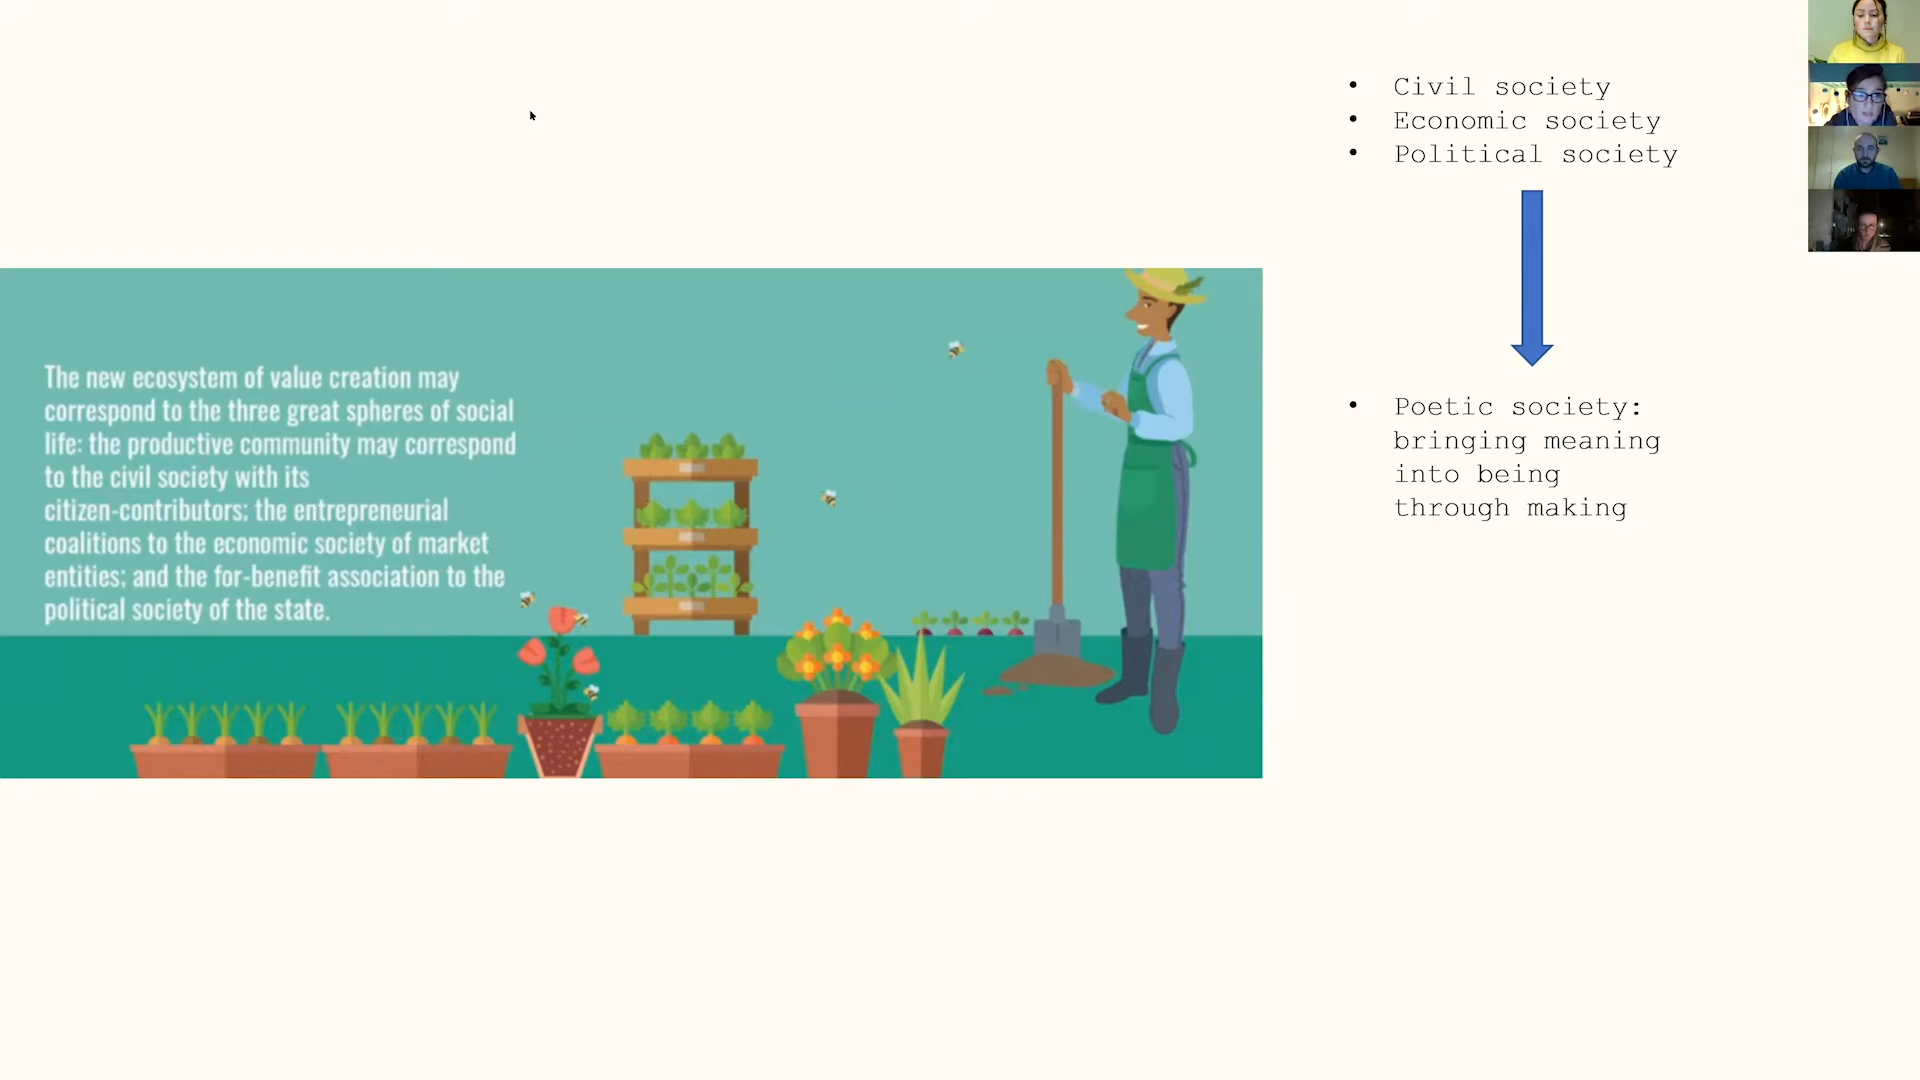 Civil society
Economic society
Political society
The new ecosystem of value creation may
correspond to the three great spheres of social
life: the productive community may correspond
to the civil society with its
citizen-contributors; the entrepreneurial
coalitions to the economic society of market
entities; and the for-benefit association to the
political society of the state.
Poetic society:
bringing meaning
into being
through making